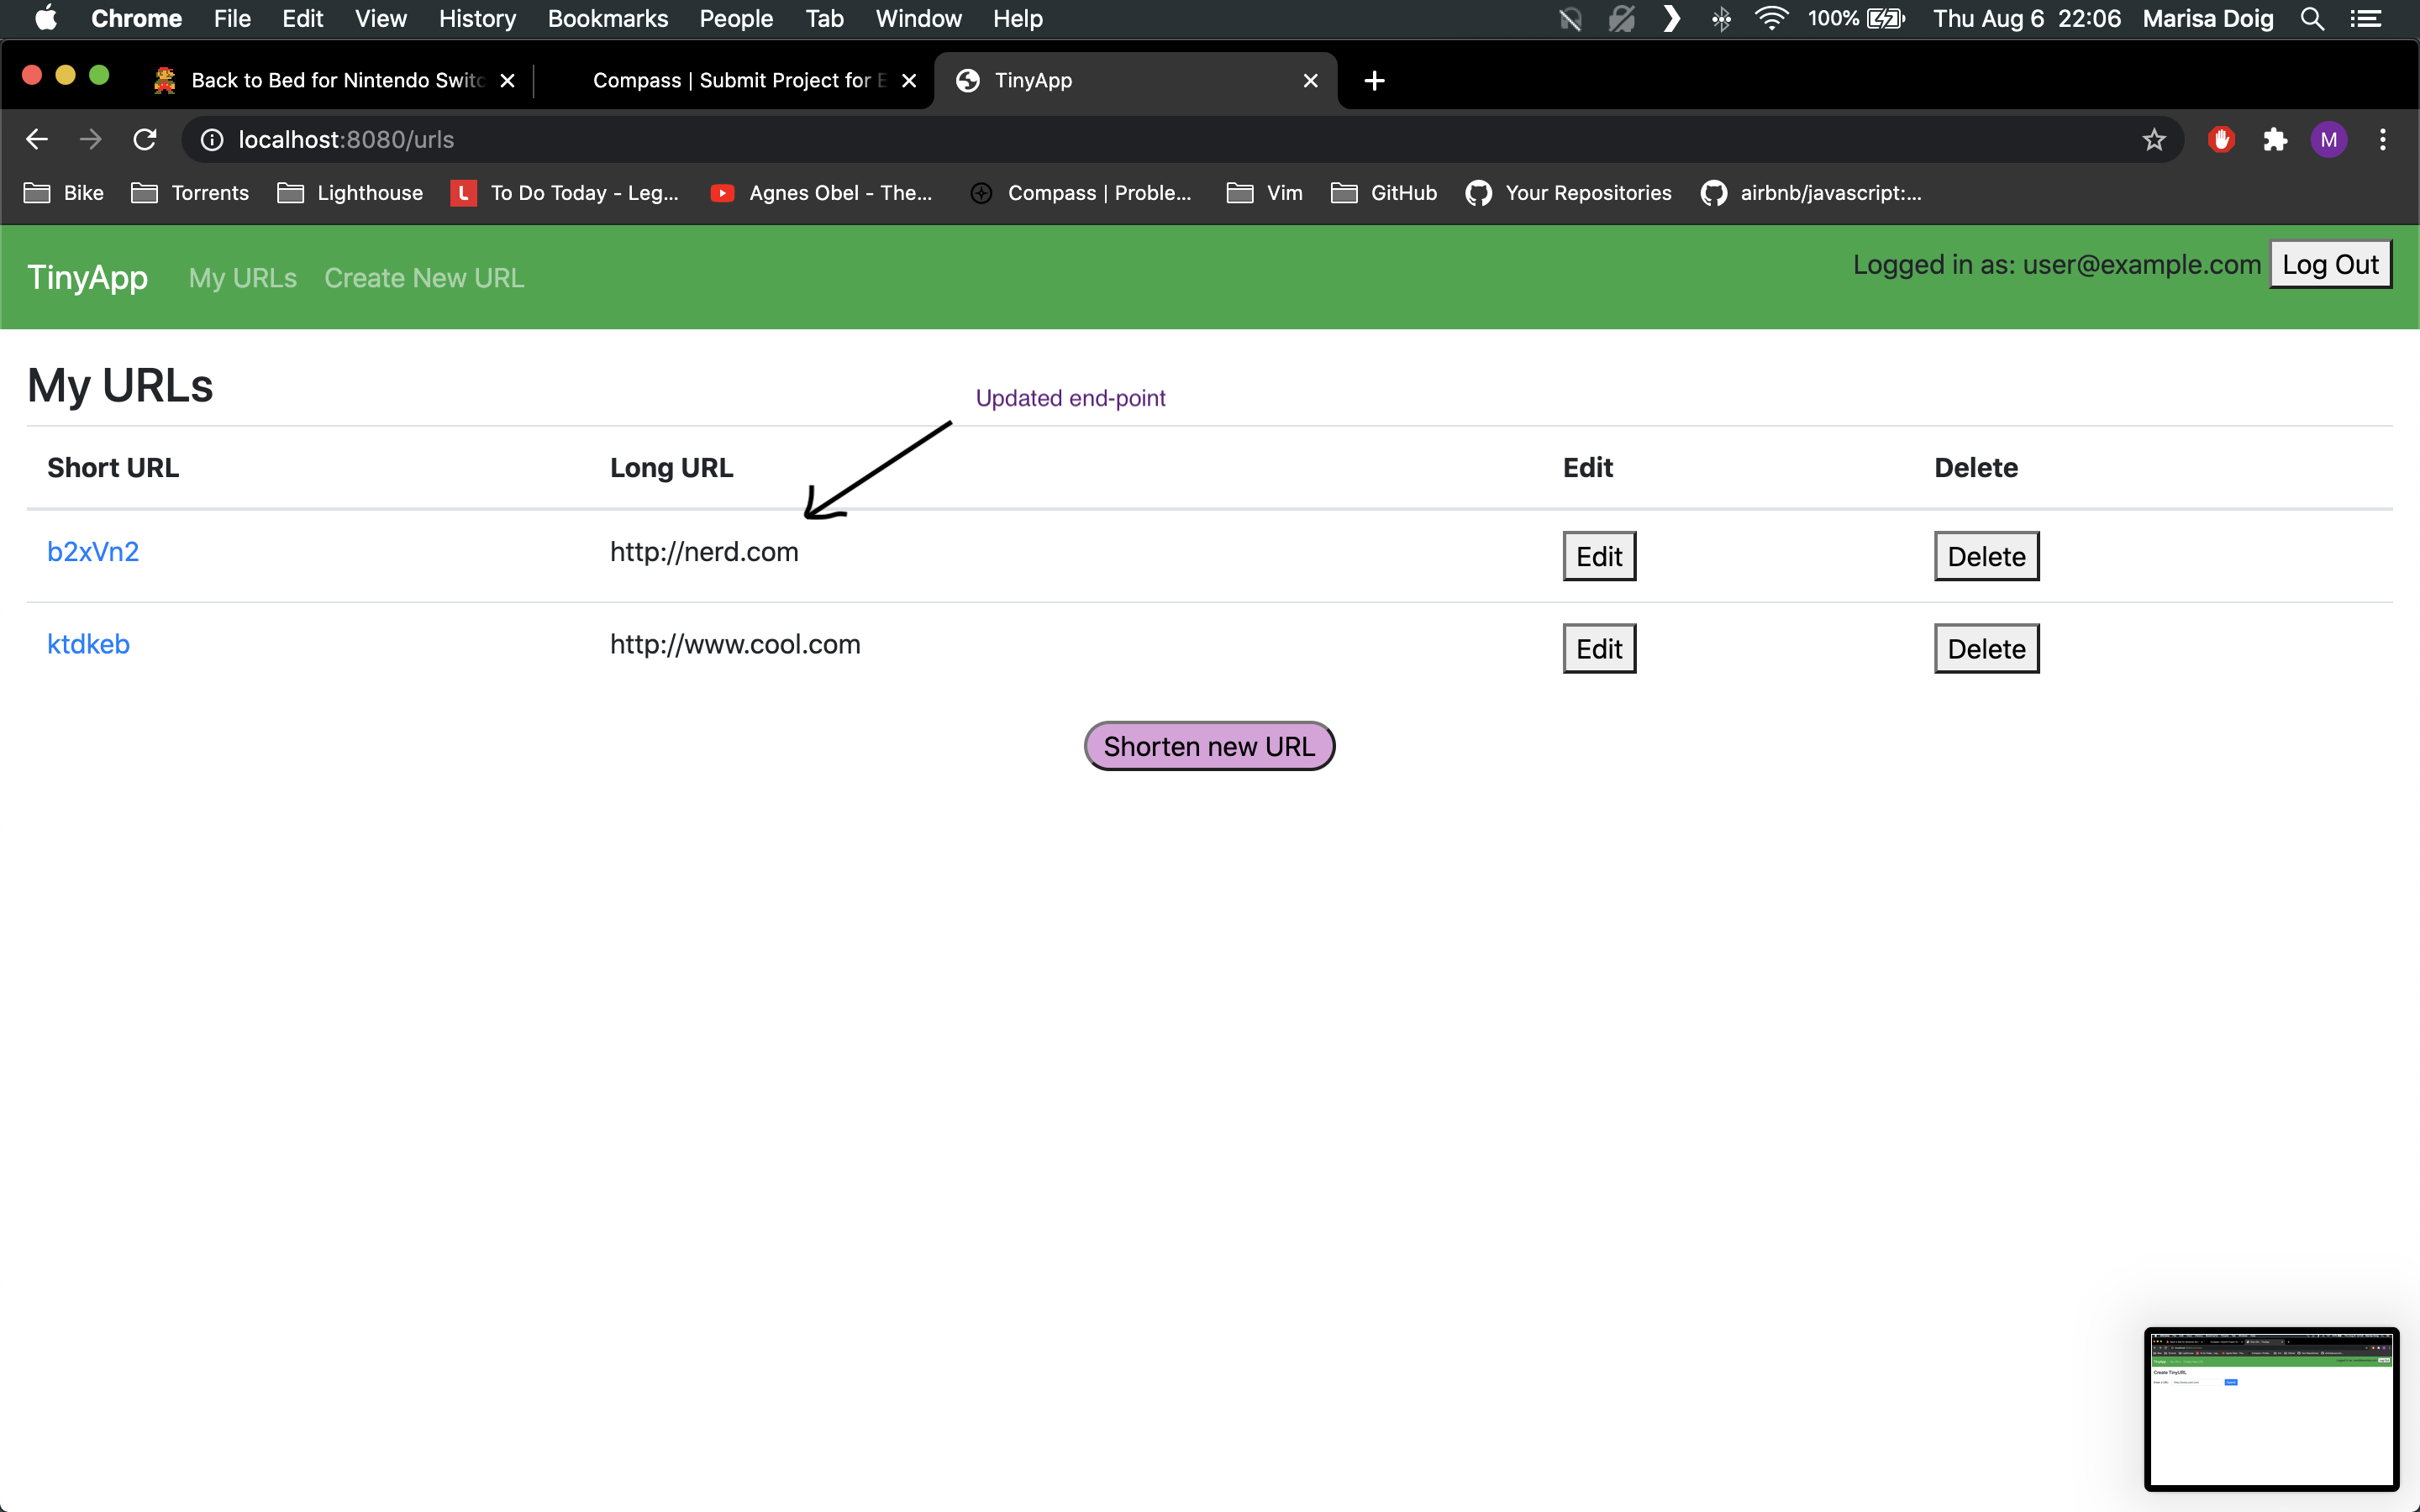 Chrome File Edit View History Bookmarks People Tab Window Help 100% Thu Aug 6 22:06 Marisa Doig
Back to Bed for Nintendo Switc Compass | Submit Project for E TinyApp
localhost:8080/urls M
Bike Torrents Lighthouse L To Do Today - Leg... Agnes Obel - The... Compass | Proble... Vim GitHub Your Repositories airbnb/javascript:...
TinyApp My URLs Create New URL Logged in as: user@example.com Log Out
My URLs
Updated end-point
Short URL Long URL Edit Delete
b2xVn2 http://nerd.com Edit Delete
ktdkeb http://www.cool.com Edit Delete
Shorten new URL
Create TinyURL